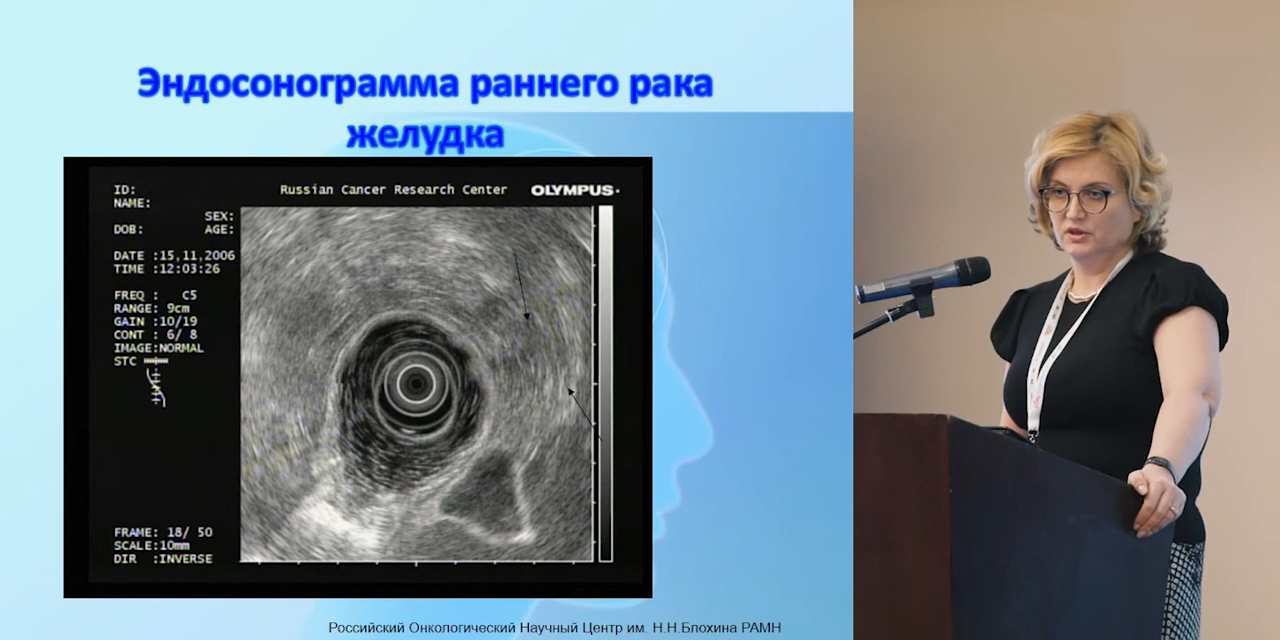 Эндосонограмма раннего рака
желудка
ID:
NAME:
Russian Cancer Research Center
OLYMPUS
SEX:
DOB: AGE:
DATE :15,11,2006
TIME :12:03:26
FREQ : C5
RANGE: 9cm
GAIN :10/19
CONT : 6/ 8
IMAGE:NORMAL
STC
FRAME: 18/ 50
SCALE:10mm
DIR :INVERSE
Российский Онкологический Научный Центр им. Н.Н.Блохина РАМН